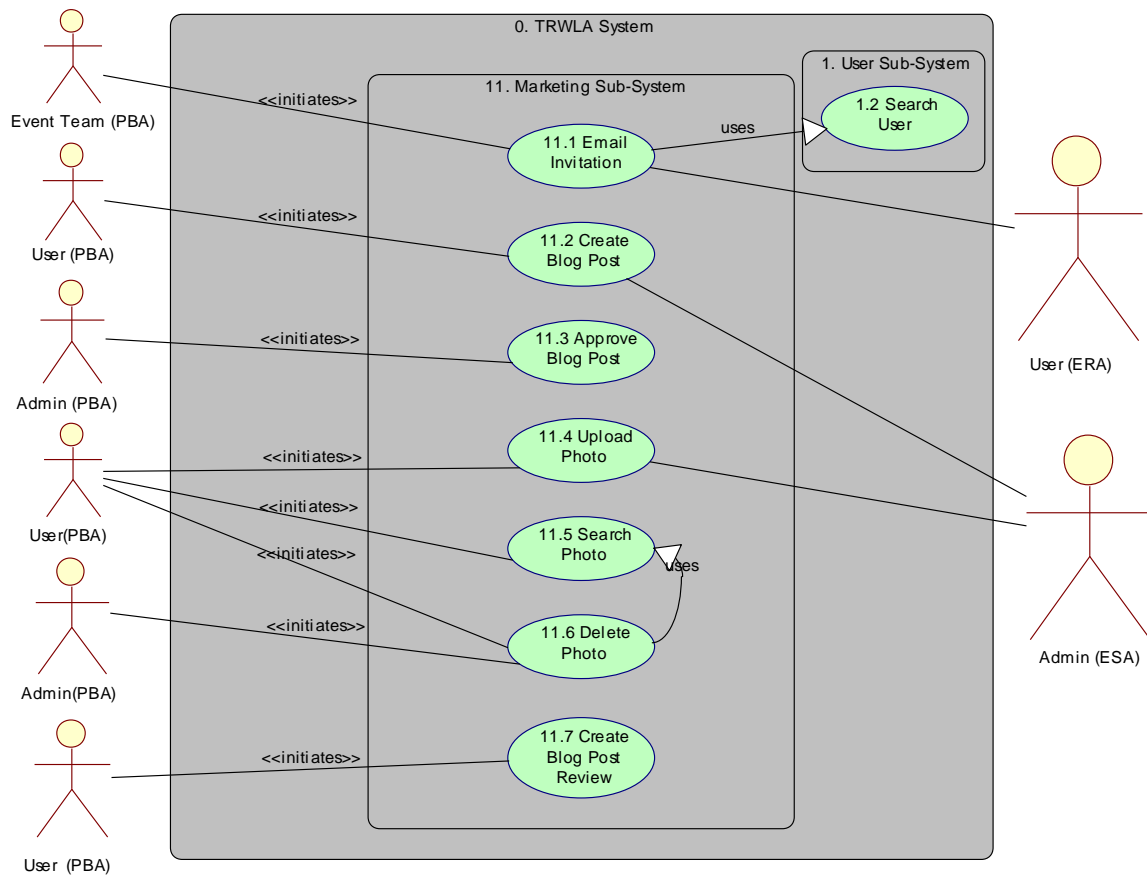 0. TRWLA System
1. User Sub-System
11. Marketing Sub-System
1.2 Search
User
<<initiates>>
Event Team (PBA)
uses
11.1 Email
Invitation
<<initiates>>
User (PBA)
11.2 Create
Blog Post
<<initiates>>
11.3 Approve
Blog Post
User (ERA)
Admin (PBA)
<<initiates>>
11.4 Upload
Photo
<<initiates>>
User(PBA)
11.5 Search
Photo
<<initiates>>
uses
<<initiates>>
11.6 Delete
Photo
Admin (ESA)
Admin(PBA)
11.7 Create
Blog Post
Review
<<initiates>>
User (PBA)